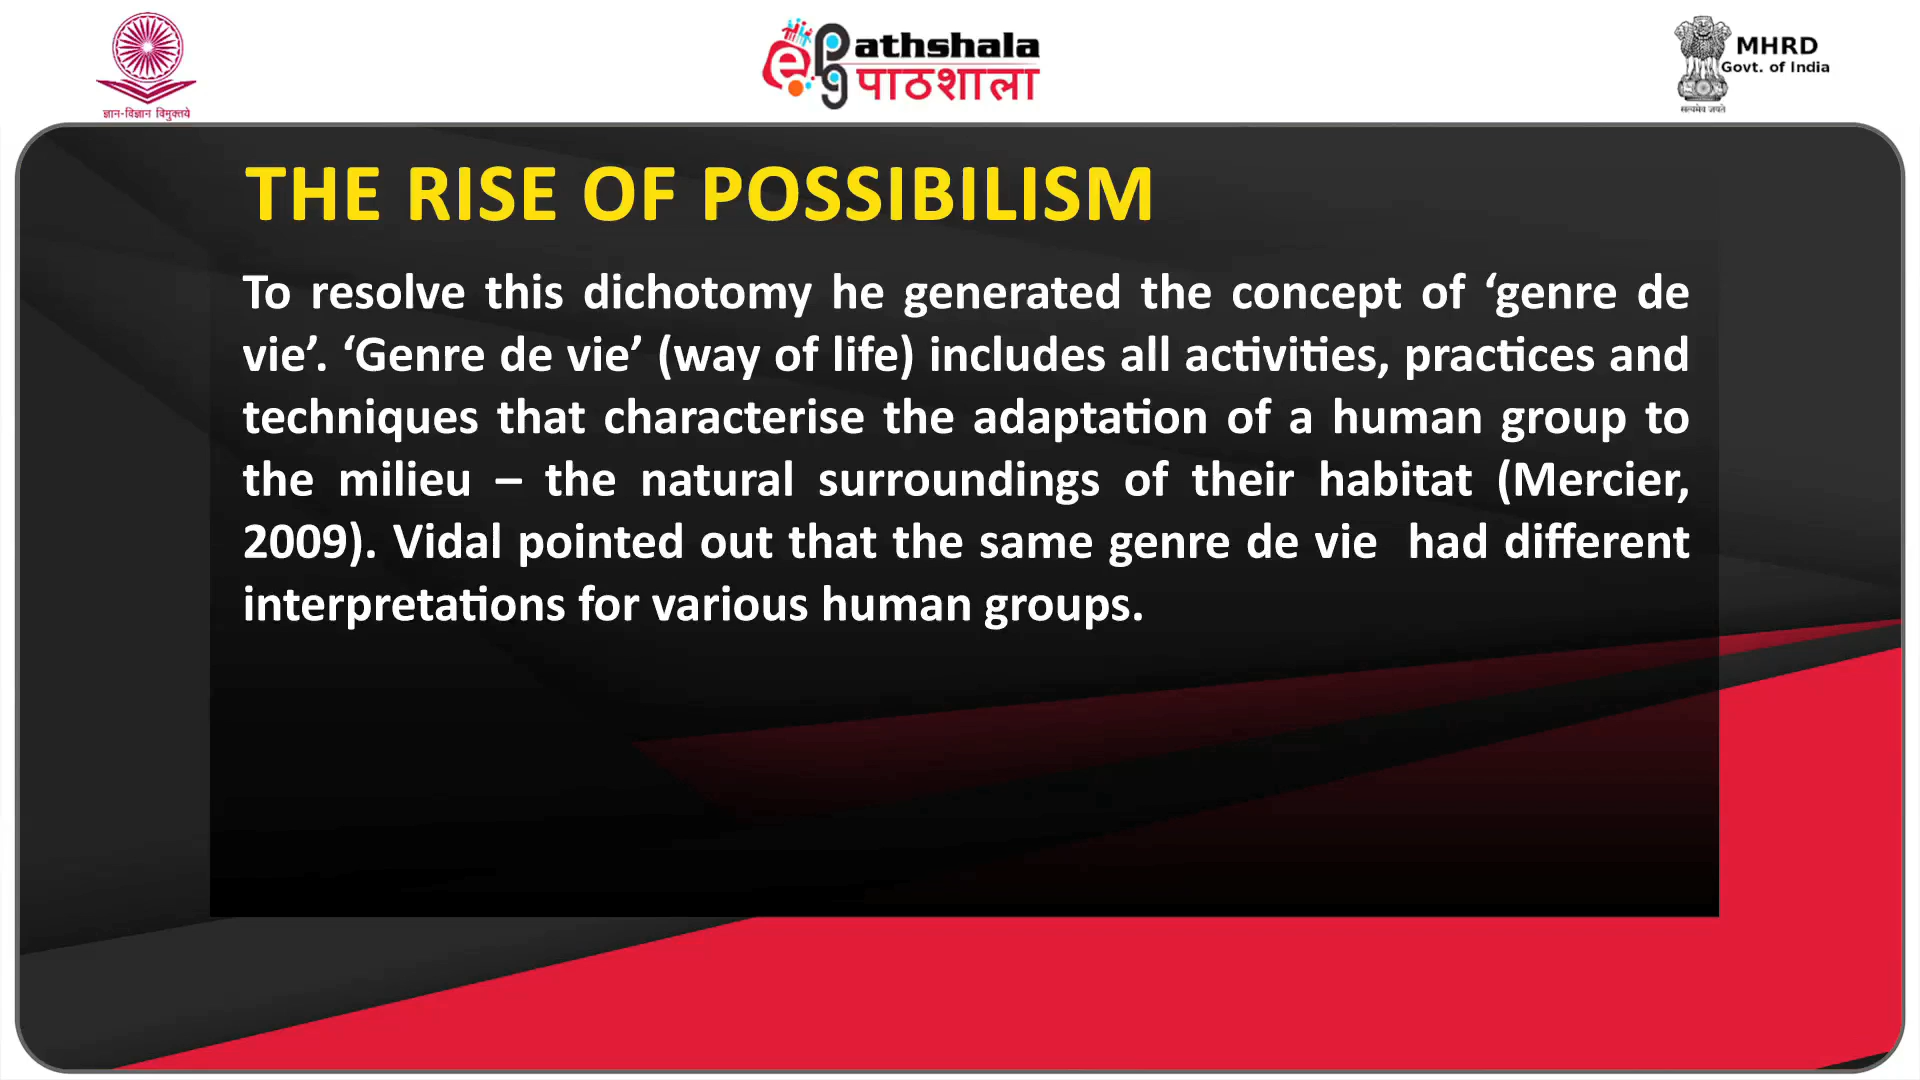 ज्ञान-विज्ञान विमुक्तये
ePathshala
पाठशाला
MHRD
Govt. of India
सत्यमेव जयते
THE RISE OF POSSIBILISM
To resolve this dichotomy he generated the concept of ‘genre de
vie’. ‘Genre de vie’ (way of life) includes all activities, practices and
techniques that characterise the adaptation of a human group to
the milieu – the natural surroundings of their habitat (Mercier,
2009). Vidal pointed out that the same genre de vie had different
interpretations for various human groups.